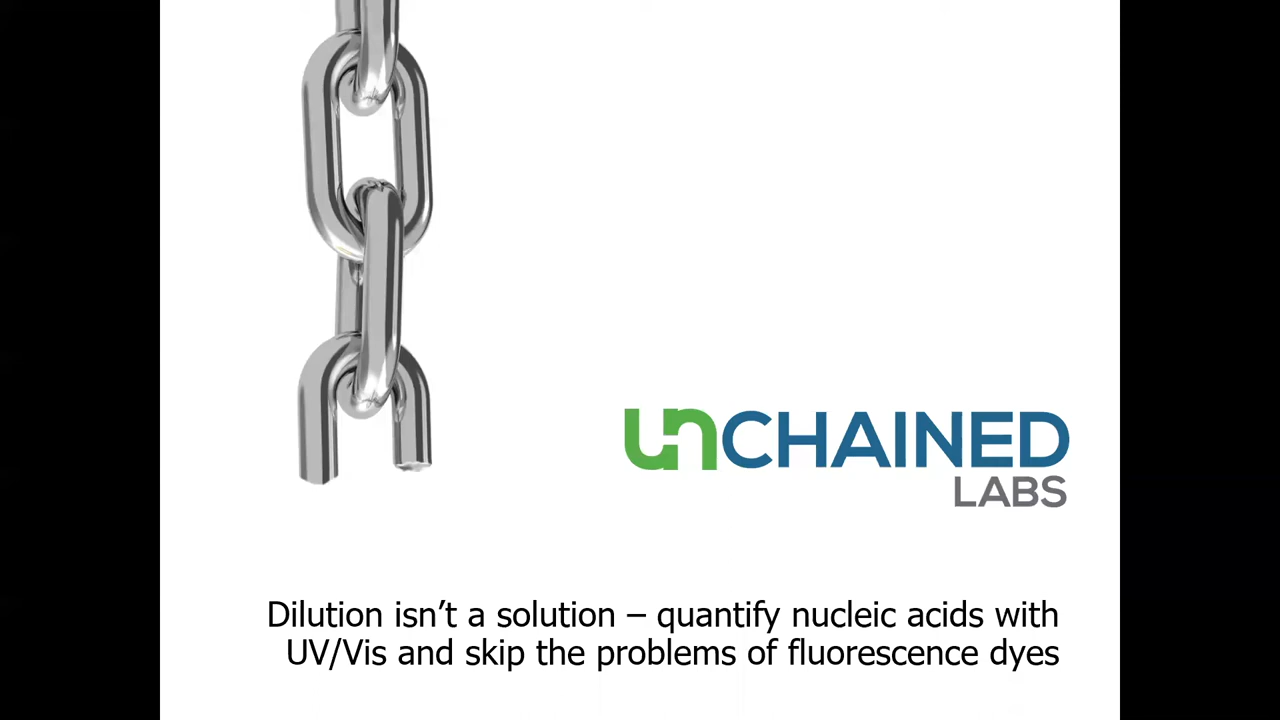 UNCHAINED
LABS
Dilution isn’t a solution – quantify nucleic acids with
UV/Vis and skip the problems of fluorescence dyes